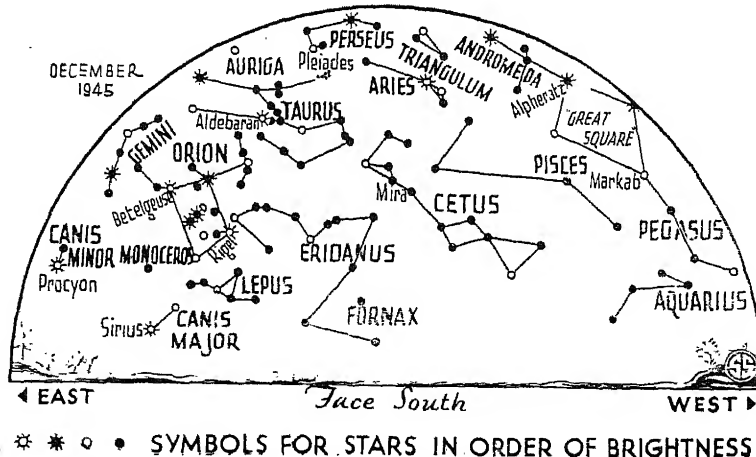 PERSEUS
ANDROMEDA
AURIGA
Pleiades
TRIANGULUM
DECEMBER
1945
ARIES
Alpheratz
TAURUS
Aldebaran
"GREAT
SQUARE"
GEMINI
ORION
PISCES
Markab
Mira
Betelgeuse
CETUS
CANIS
MINOR
MONOCEROS
Rigel
PEGASUS
ERIDANUS
Procyon
LEPUS
AQUARIUS
FORNAX
Sirius
CANIS
MAJOR
EAST
Face South
WEST
SYMBOLS FOR STARS IN ORDER OF BRIGHTNESS